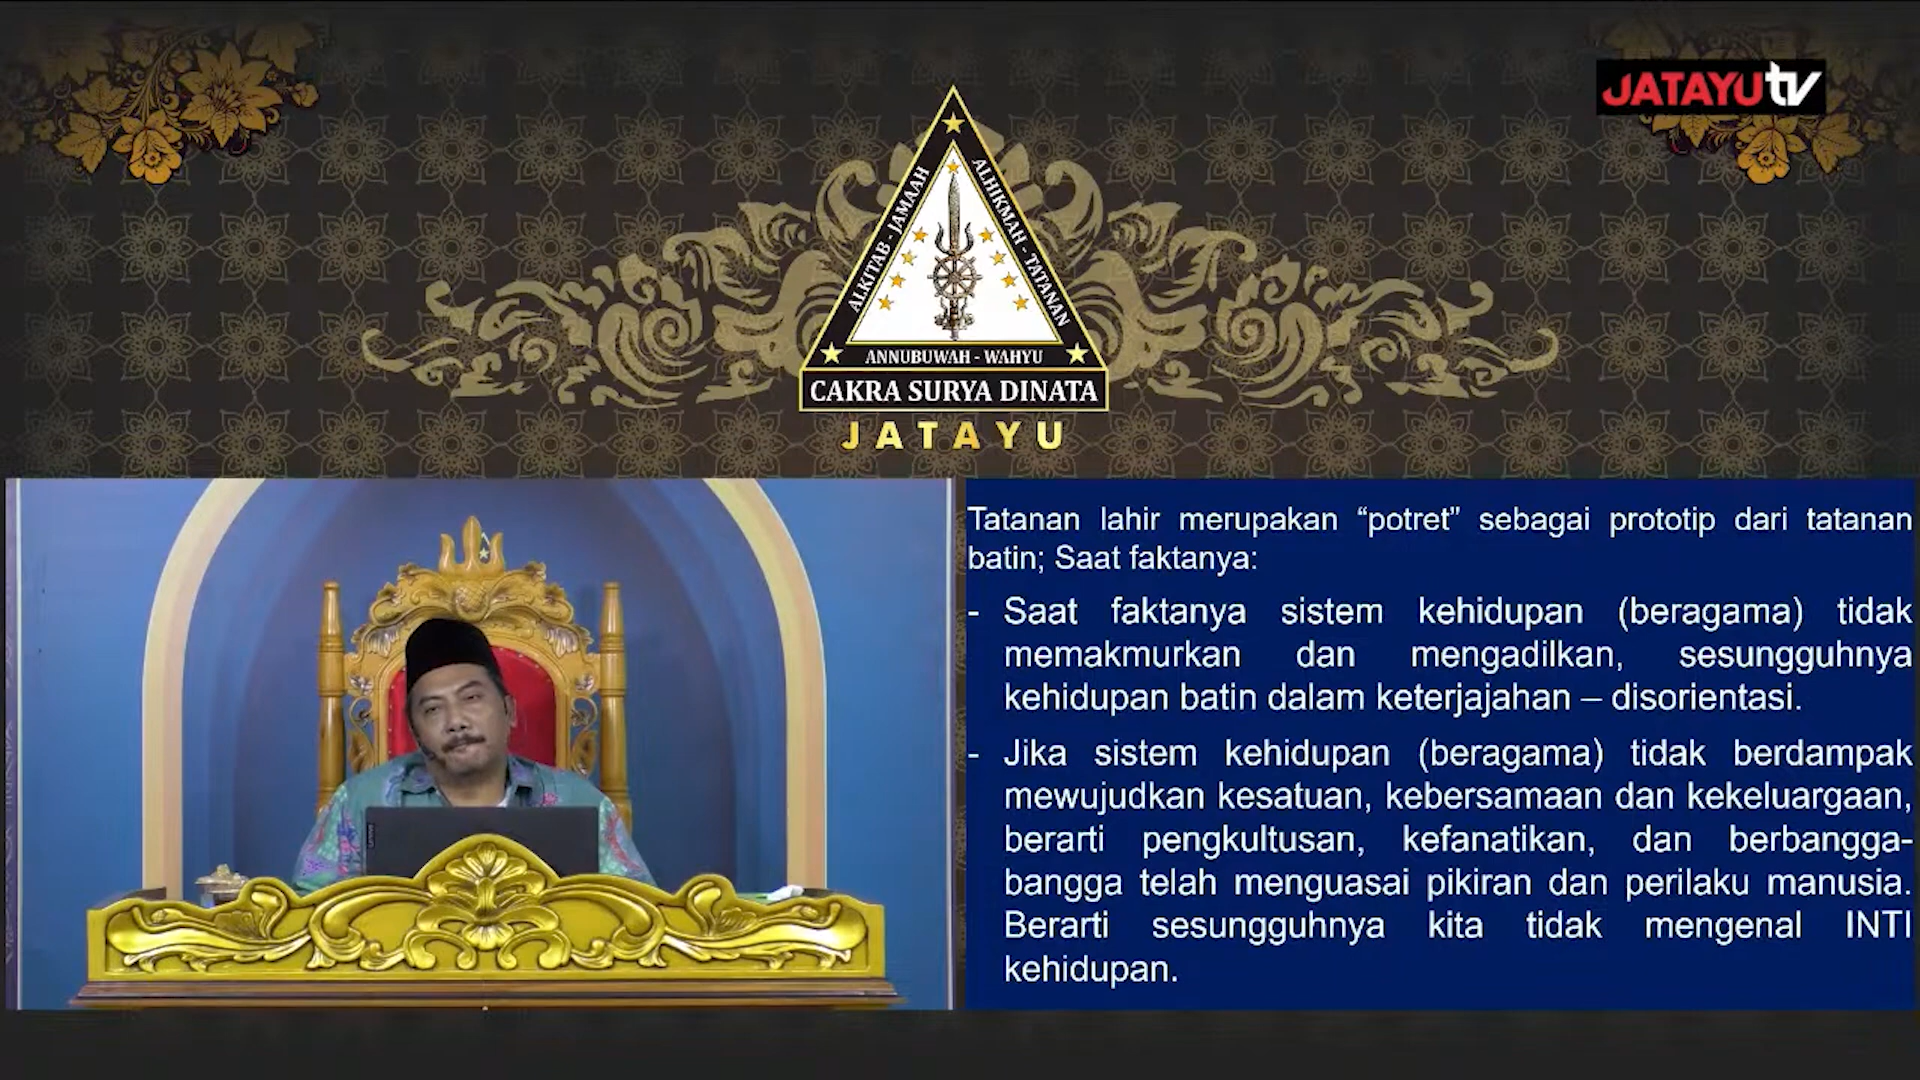 JATAYUtv
ALKITAB - JAMAAH
ALHIKMAH - TATANAN
ANNUBUWAH - WAHYU
CAKRA SURYA DINATA
JATAYU
Tatanan lahir merupakan “potret” sebagai prototip dari tatanan
batin; Saat faktanya:
- Saat faktanya sistem kehidupan (beragama) tidak
memakmurkan dan mengadilkan, sesungguhnya
kehidupan batin dalam keterjajahan – disorientasi.
- Jika sistem kehidupan (beragama) tidak berdampak
mewujudkan kesatuan, kebersamaan dan kekeluargaan,
berarti pengkultusan, kefanatikan, dan berbangga-
bangga telah menguasai pikiran dan perilaku manusia.
Berarti sesungguhnya kita tidak mengenal INTI
kehidupan.